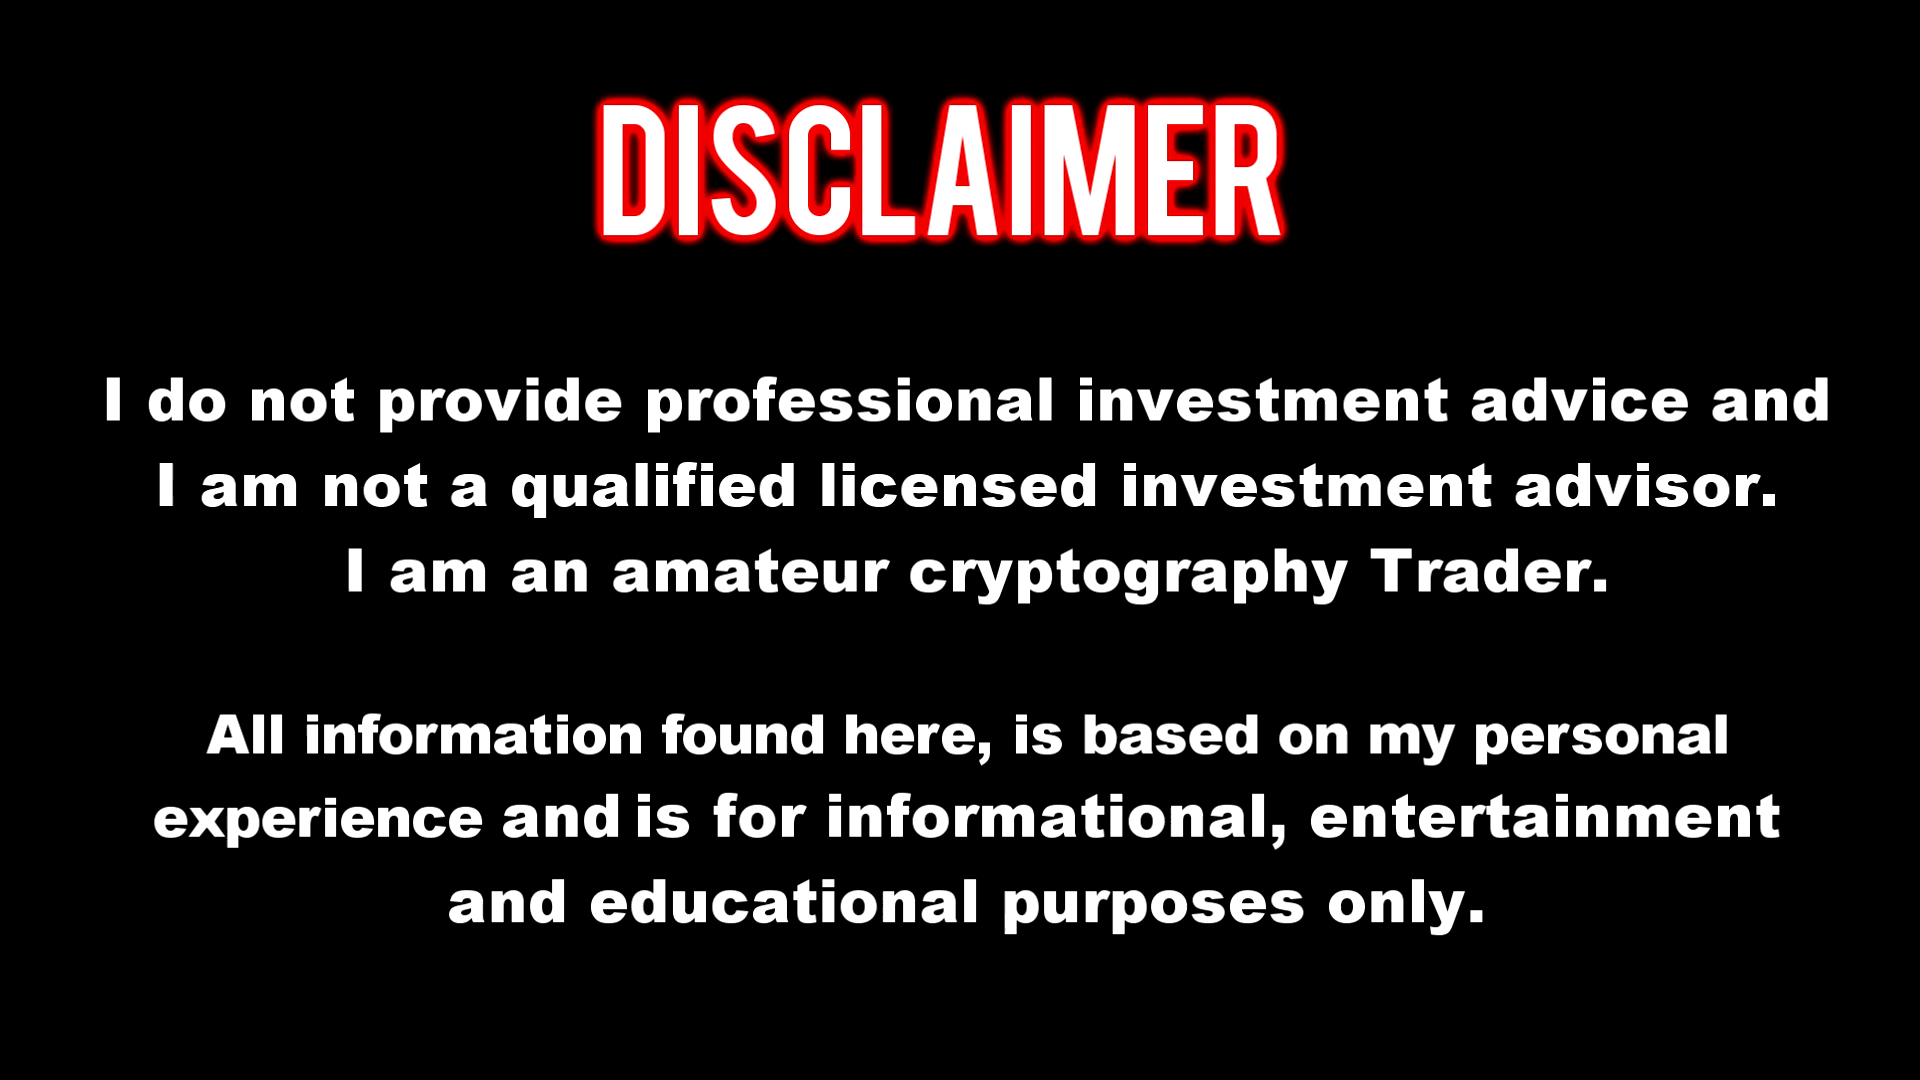 DISCLAIMER
I do not provide professional investment advice and
I am not a qualified licensed investment advisor.
I am an amateur cryptography Trader.
All information found here, is based on my personal
experience and is for informational, entertainment
and educational purposes only.